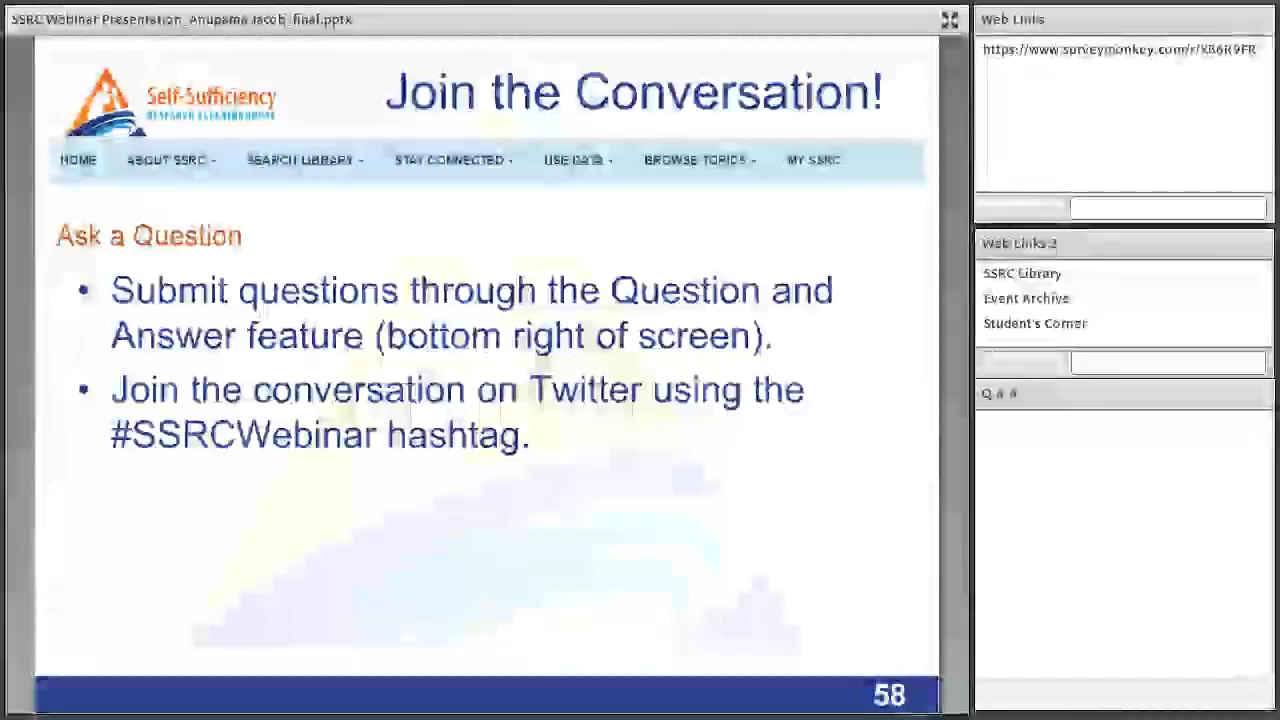 SSRC Webinar Presentation_Anupama Jacob_final.pptx
Self-Sufficiency
RESEARCH CLEARINGHOUSE
Join the Conversation!
HOME ABOUT SSRC SEARCH LIBRARY STAY CONNECTED USE DATA BROWSE TOPICS MY SSRC
Ask a Question
• Submit questions through the Question and
Answer feature (bottom right of screen).
• Join the conversation on Twitter using the
#SSRCWebinar hashtag.
58
Web Links
Web Links 2
SSRC Library
Event Archive
Student's Corner
Q & A